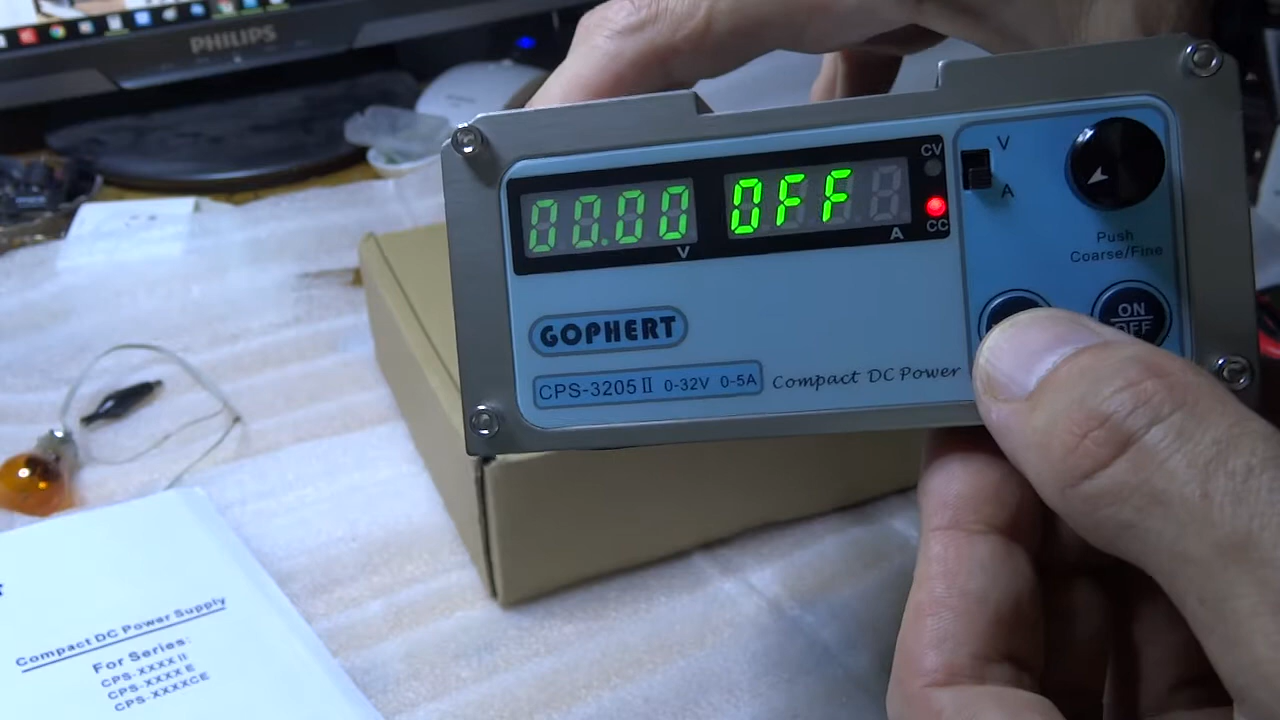 PHILIPS
00.00 OFF
V
A
CV
CC
V
A
Push
Coarse/Fine
ON
OFF
GOPHERT
CPS-3205 II 0-32V 0-5A
Compact DC Power
Compact DC Power Supply
For Series:
CPS-XXXX II
CPS-XXXX E
CPS-XXXXCE